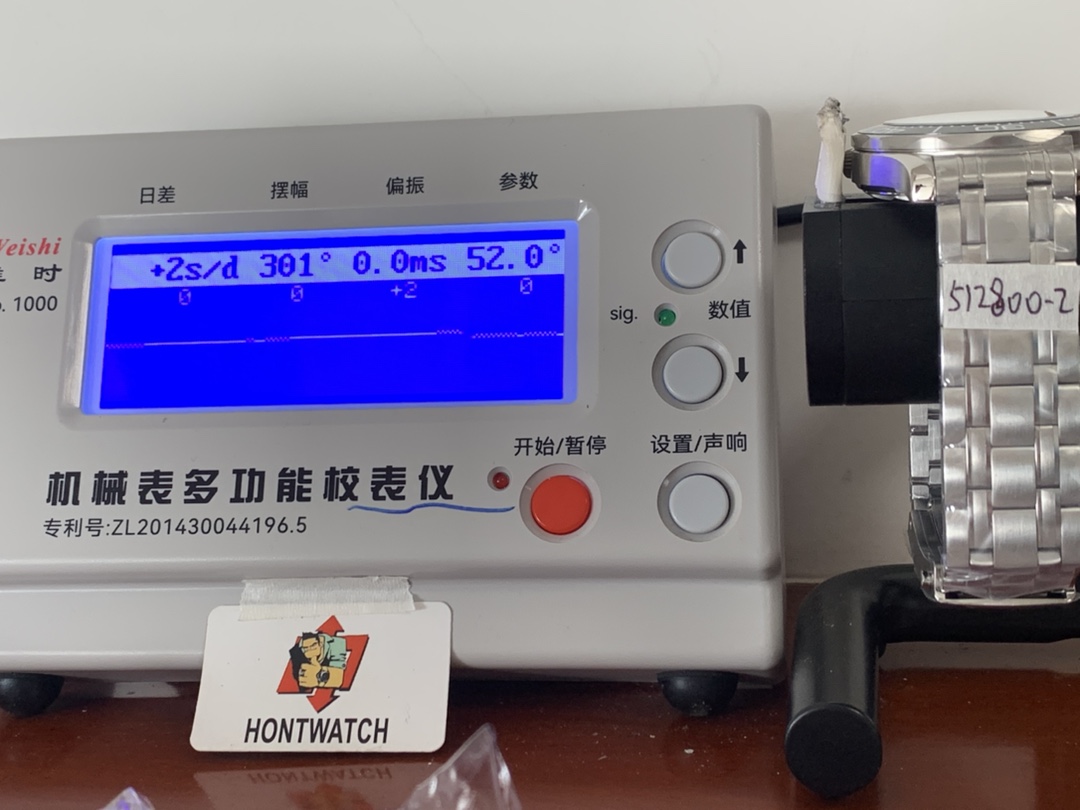 日差 摆幅 偏振 参数
Weishi
时
. 1000
+2s/d 301° 0.0ms 52.0°
0 0 +2 0
sig.
数值
开始/暂停 设置/声响
机械表多功能校表仪
专利号:ZL201430044196.5
512800-2
HONTWATCH